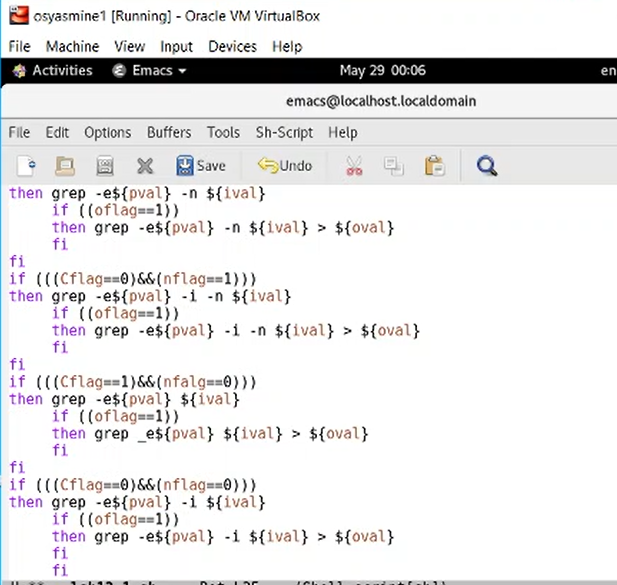 osyasmine1 [Running] - Oracle VM VirtualBox
File Machine View Input Devices Help
Activities Emacs May 29 00:06 en
emacs@localhost.localdomain
File Edit Options Buffers Tools Sh-Script Help
Save Undo
then grep -e${pval} -n ${ival}
if ((oflag==1))
then grep -e${pval} -n ${ival} > ${oval}
fi
fi
if (((Cflag==0)&&(nflag==1)))
then grep -e${pval} -i -n ${ival}
if ((oflag==1))
then grep -e${pval} -i -n ${ival} > ${oval}
fi
fi
if (((Cflag==1)&&(nfalg==0)))
then grep -e${pval} ${ival}
if ((oflag==1))
then grep _e${pval} ${ival} > ${oval}
fi
fi
if (((Cflag==0)&&(nflag==0)))
then grep -e${pval} -i ${ival}
if ((oflag==1))
then grep -e${pval} -i ${ival} > ${oval}
fi
fi